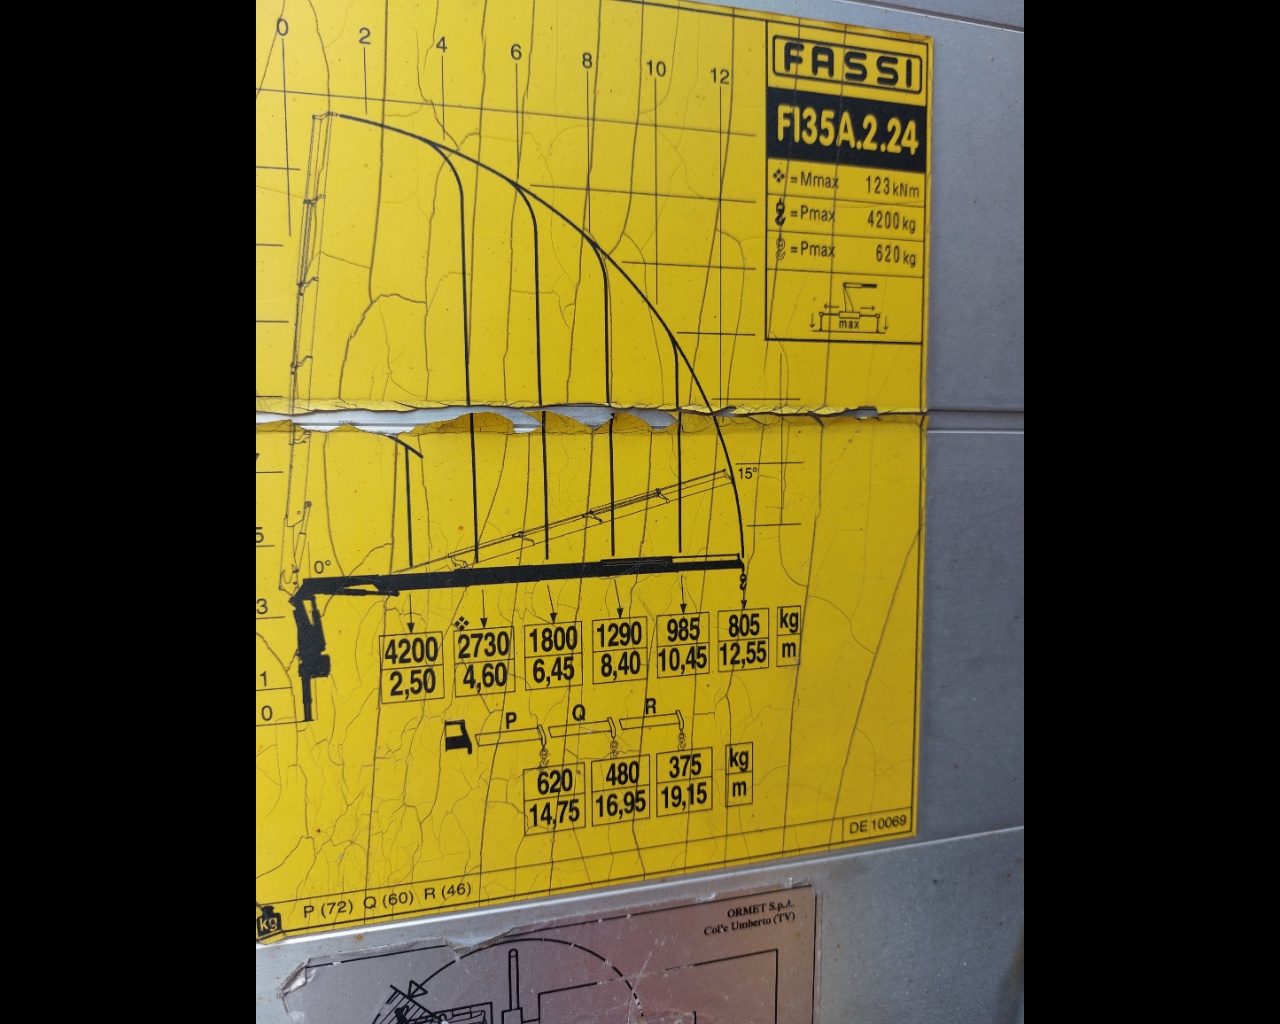 0 2 4 6 8 10 12
FASSI
F135A.2.24
= Mmax 123 kNm
= Pmax 4200 kg
= Pmax 620 kg
max
15°
0°
5
3
1
0
4200 2730 1800 1290 985 805 kg
2,50 4,60 6,45 8,40 10,45 12,55 m
P Q R
620 480 375 kg
14,75 16,95 19,15 m
DE 10069
kg P (72) Q (60) R (46)
ORMET S.p.A.
Col'e Umberto (TV)